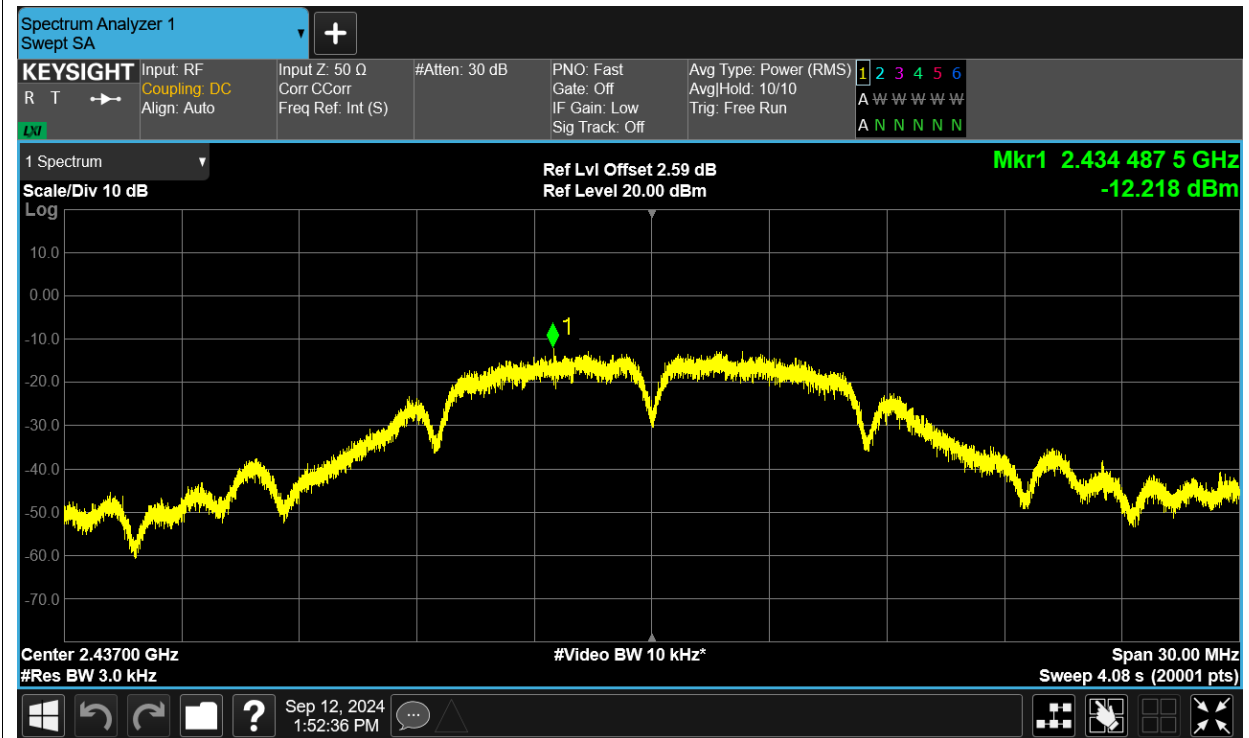 Spectrum Analyzer 1
Swept SA
KEYSIGHT
R T
LXI
Input: RF
Coupling: DC
Align: Auto
Input Z: 50 Ω
Corr CCorr
Freq Ref: Int (S)
#Atten: 30 dB
PNO: Fast
Gate: Off
IF Gain: Low
Sig Track: Off
Avg Type: Power (RMS)
Avg|Hold: 10/10
Trig: Free Run
1 2 3 4 5 6
A W W W W W
A N N N N N
1 Spectrum
Scale/Div 10 dB
Log
Ref Lvl Offset 2.59 dB
Ref Level 20.00 dBm
Mkr1 2.434 487 5 GHz
-12.218 dBm
10.0
0.00
-10.0
-20.0
-30.0
-40.0
-50.0
-60.0
-70.0
1
Center 2.43700 GHz
#Res BW 3.0 kHz
#Video BW 10 kHz*
Span 30.00 MHz
Sweep 4.08 s (20001 pts)
?
Sep 12, 2024
1:52:36 PM